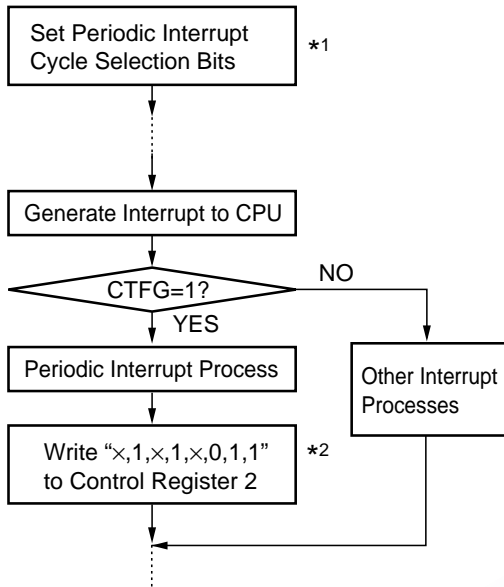 Set Periodic Interrupt
Cycle Selection Bits
*1
Generate Interrupt to CPU
CTFG=1?
NO
YES
Periodic Interrupt Process
Other Interrupt
Processes
Write “×,1,×,1,×,0,1,1”
to Control Register 2
*2